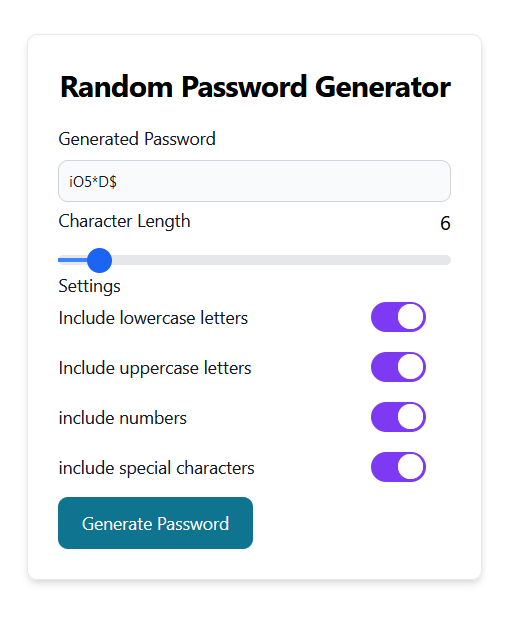 Random Password Generator
Generated Password
iO5*D$
Character Length 6
Settings
Include lowercase letters
Include uppercase letters
include numbers
include special characters
Generate Password